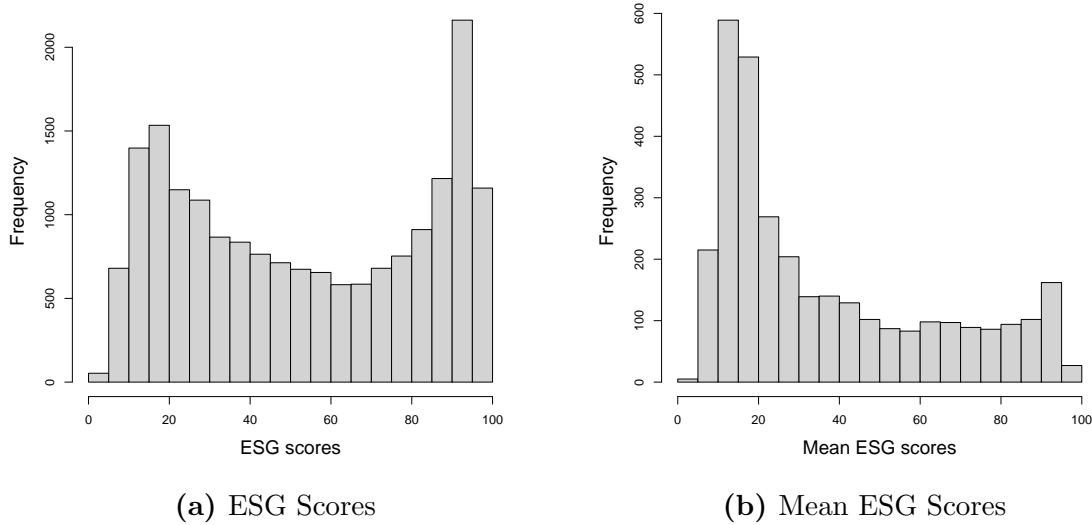 2000
1500
1000
500
0
Frequency
0 20 40 60 80 100
ESG scores
(a) ESG Scores
600
500
400
300
200
100
0
Frequency
0 20 40 60 80 100
Mean ESG scores
(b) Mean ESG Scores